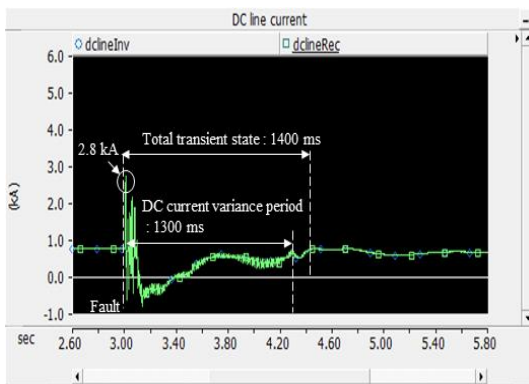 DC line current
dclineInv
dclineRec
6.0
5.0
4.0
3.0
2.0
1.0
0.0
-1.0
(kA)
Total transient state : 1400 ms
2.8 kA
DC current variance period
: 1300 ms
Fault
sec
2.60 3.00 3.40 3.80 4.20 4.60 5.00 5.40 5.80